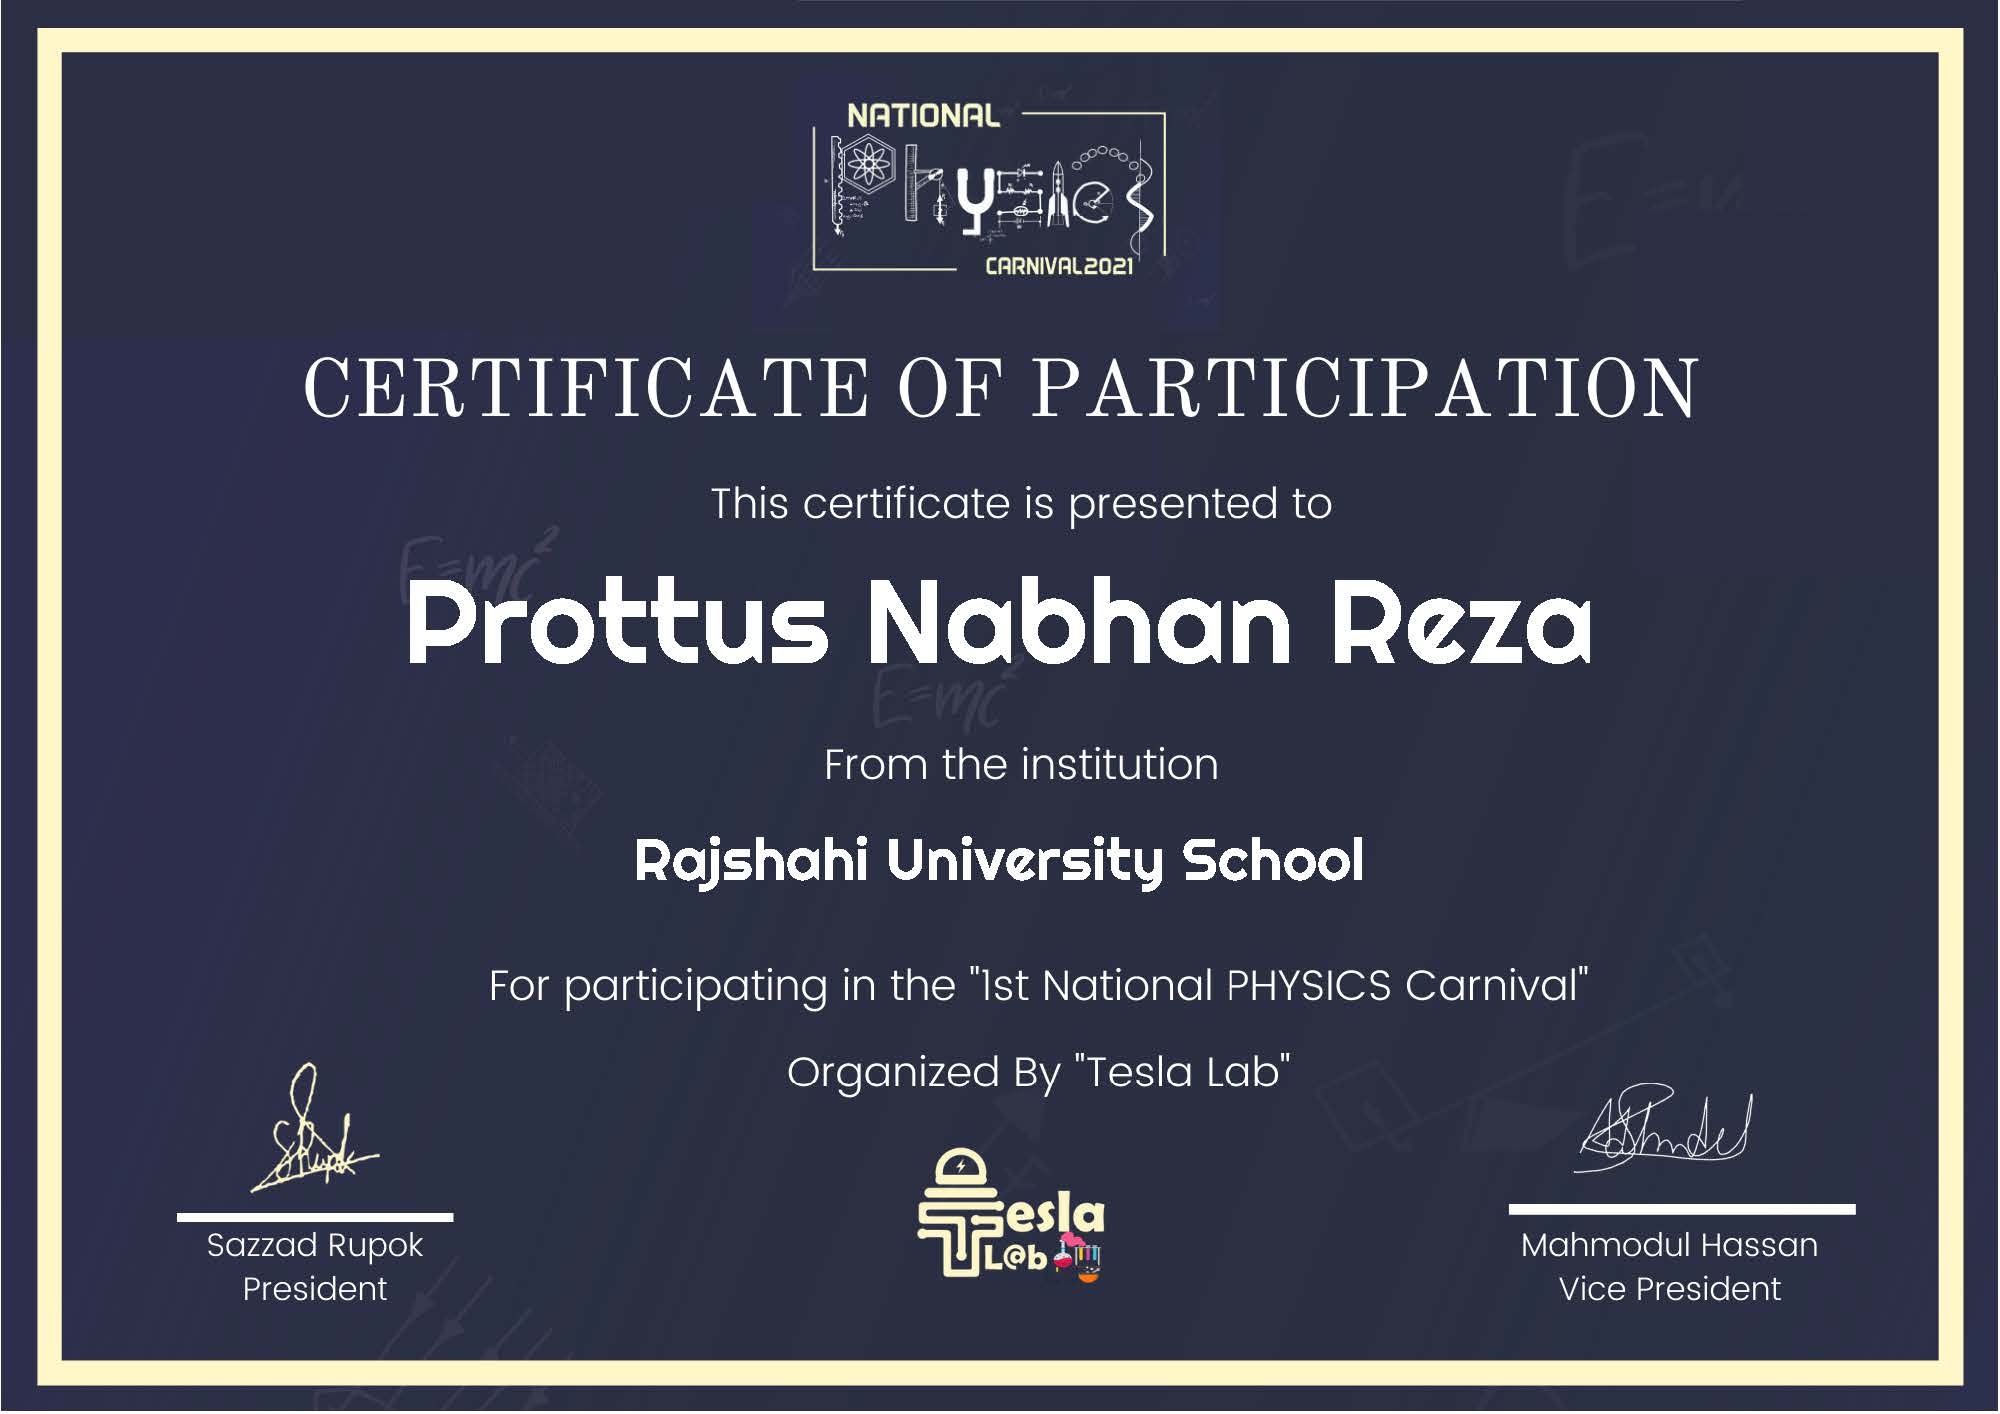 NATIONAL
Physics
CARNIVAL2021
CERTIFICATE OF PARTICIPATION
This certificate is presented to
E=mc²
Prottus Nabhan Reza
E=mc²
From the institution
Rajshahi University School
For participating in the "1st National PHYSICS Carnival"
Organized By "Tesla Lab"
Tesla
L@b
Sazzad Rupok
President
Mahmodul Hassan
Vice President